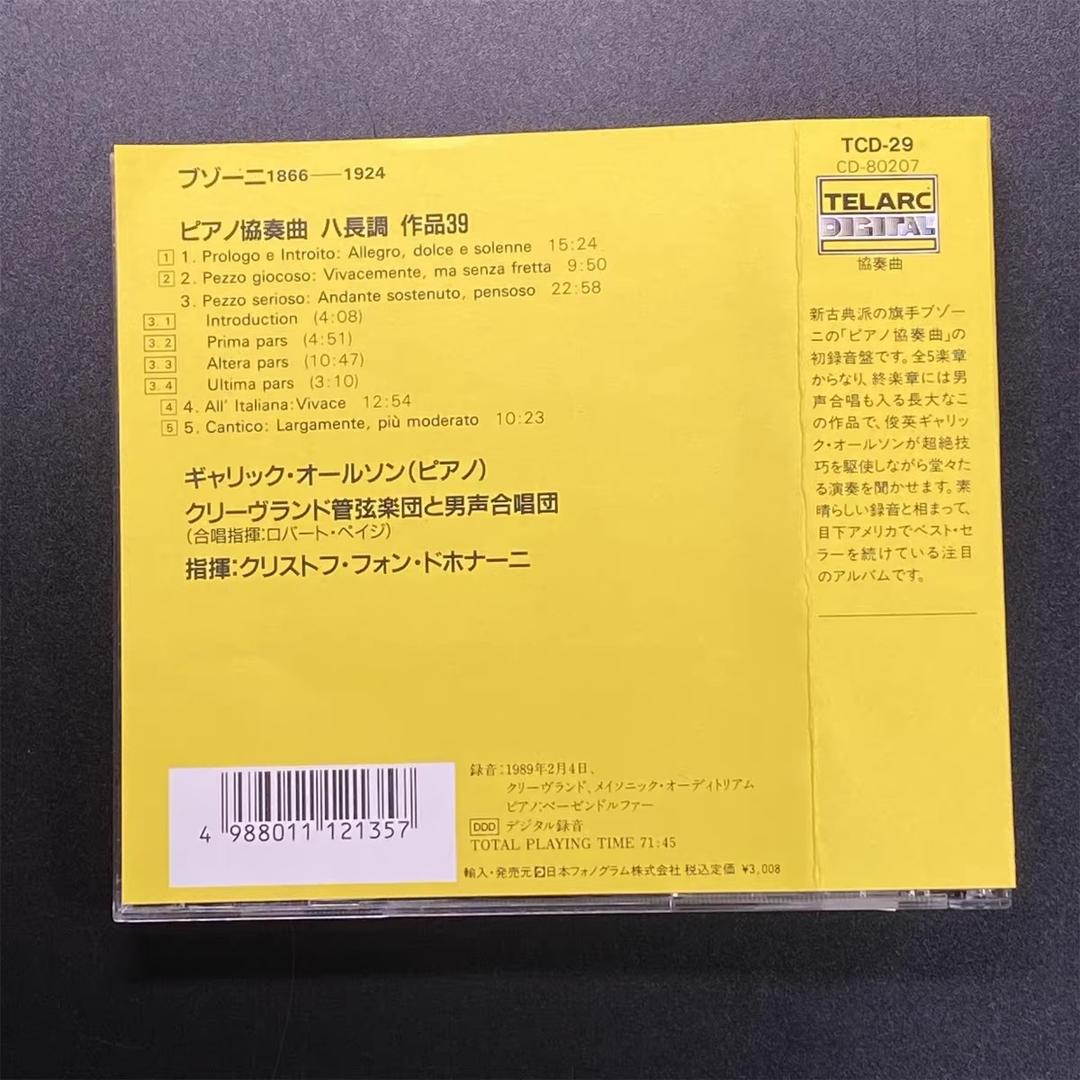 ブゾーニ1866──1924
ピアノ協奏曲 ハ長調 作品39
1 1. Prologo e Introito: Allegro, dolce e solenne 15:24
2 2. Pezzo giocoso: Vivacemente, ma senza fretta 9:50
3. Pezzo serioso: Andante sostenuto, pensoso 22:58
3. 1 Introduction (4:08)
3. 2 Prima pars (4:51)
3. 3 Altera pars (10:47)
3. 4 Ultima pars (3:10)
4 4. All' Italiana: Vivace 12:54
5 5. Cantico: Largamente, più moderato 10:23
ギャリック・オールソン(ピアノ)
クリーヴランド管弦楽団と男声合唱団
(合唱指揮:ロバート・ペイジ)
指揮:クリストフ・フォン・ドホナーニ
4 988011 121357
録音:1989年2月4日、
クリーヴランド、メイソニック・オーディトリアム
ピアノ:ベーゼンドルファー
DDD デジタル録音
TOTAL PLAYING TIME 71:45
輸入・発売元 日本フォノグラム株式会社 税込定価 ¥3,008
TCD-29
CD-80207
TELARC
DIGITAL
協奏曲
新古典派の旗手ブゾー
ニの「ピアノ協奏曲」の
初録音盤です。全5楽章
からなり、終楽章には男
声合唱も入る長大なこ
の作品で、俊英ギャリッ
ク・オールソンが超絶技
巧を駆使しながら堂々た
る演奏を聞かせます。素
晴らしい録音と相まって、
目下アメリカでベスト・セ
ラーを続けている注目
のアルバムです。